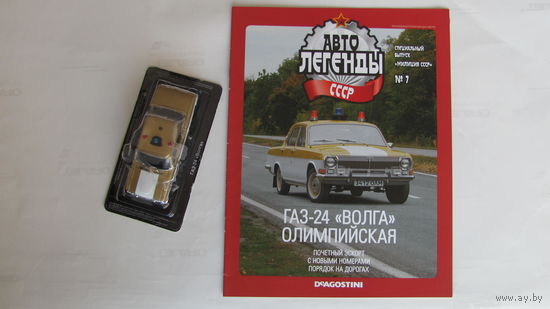 АВТО
ЛЕГЕНДЫ
СССР
СПЕЦИАЛЬНЫЙ
ВЫПУСК
«МИЛИЦИЯ СССР»
№ 7
ГАЗ-24 «ВОЛГА»
ОЛИМПИЙСКАЯ
ПОЧЕТНЫЙ ЭСКОРТ
С НОВЫМИ НОМЕРАМИ
ПОРЯДОК НА ДОРОГАХ
DEAGOSTINI
www.ay.by